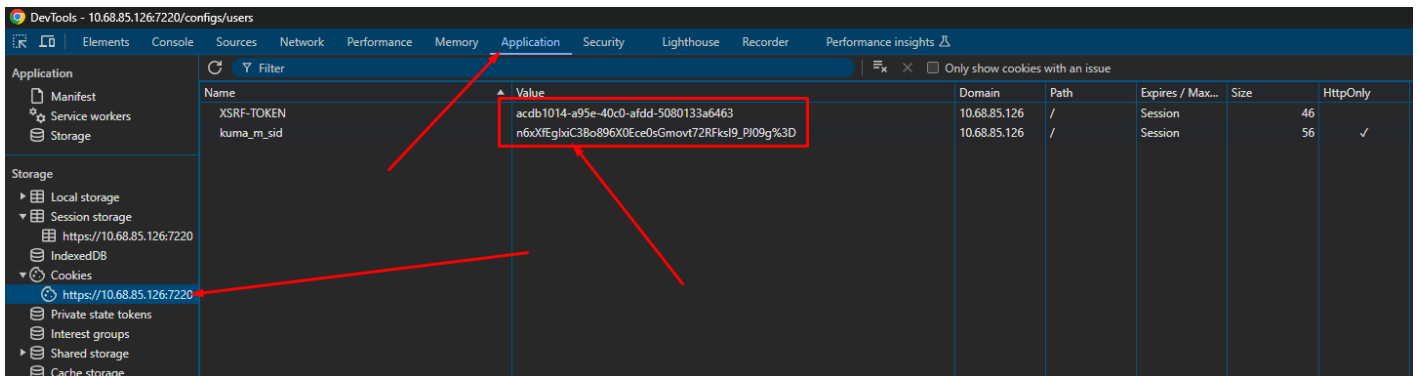 DevTools - 10.68.85.126:7220/configs/users
Elements Console Sources Network Performance Memory Application Security Lighthouse Recorder Performance insights
Application
Manifest
Service workers
Storage
Storage
Local storage
Session storage
https://10.68.85.126:7220
IndexedDB
Cookies
https://10.68.85.126:7220
Private state tokens
Interest groups
Shared storage
Cache storage
Filter Only show cookies with an issue
Name Value Domain Path Expires / Max... Size HttpOnly
XSRF-TOKEN acdb1014-a95e-40c0-afdd-5080133a6463 10.68.85.126 / Session 46
kuma_m_sid n6xXfEglxiC3Bo896X0Ece0sGmovt72RFksI9_PJ09g%3D 10.68.85.126 / Session 56 ✓